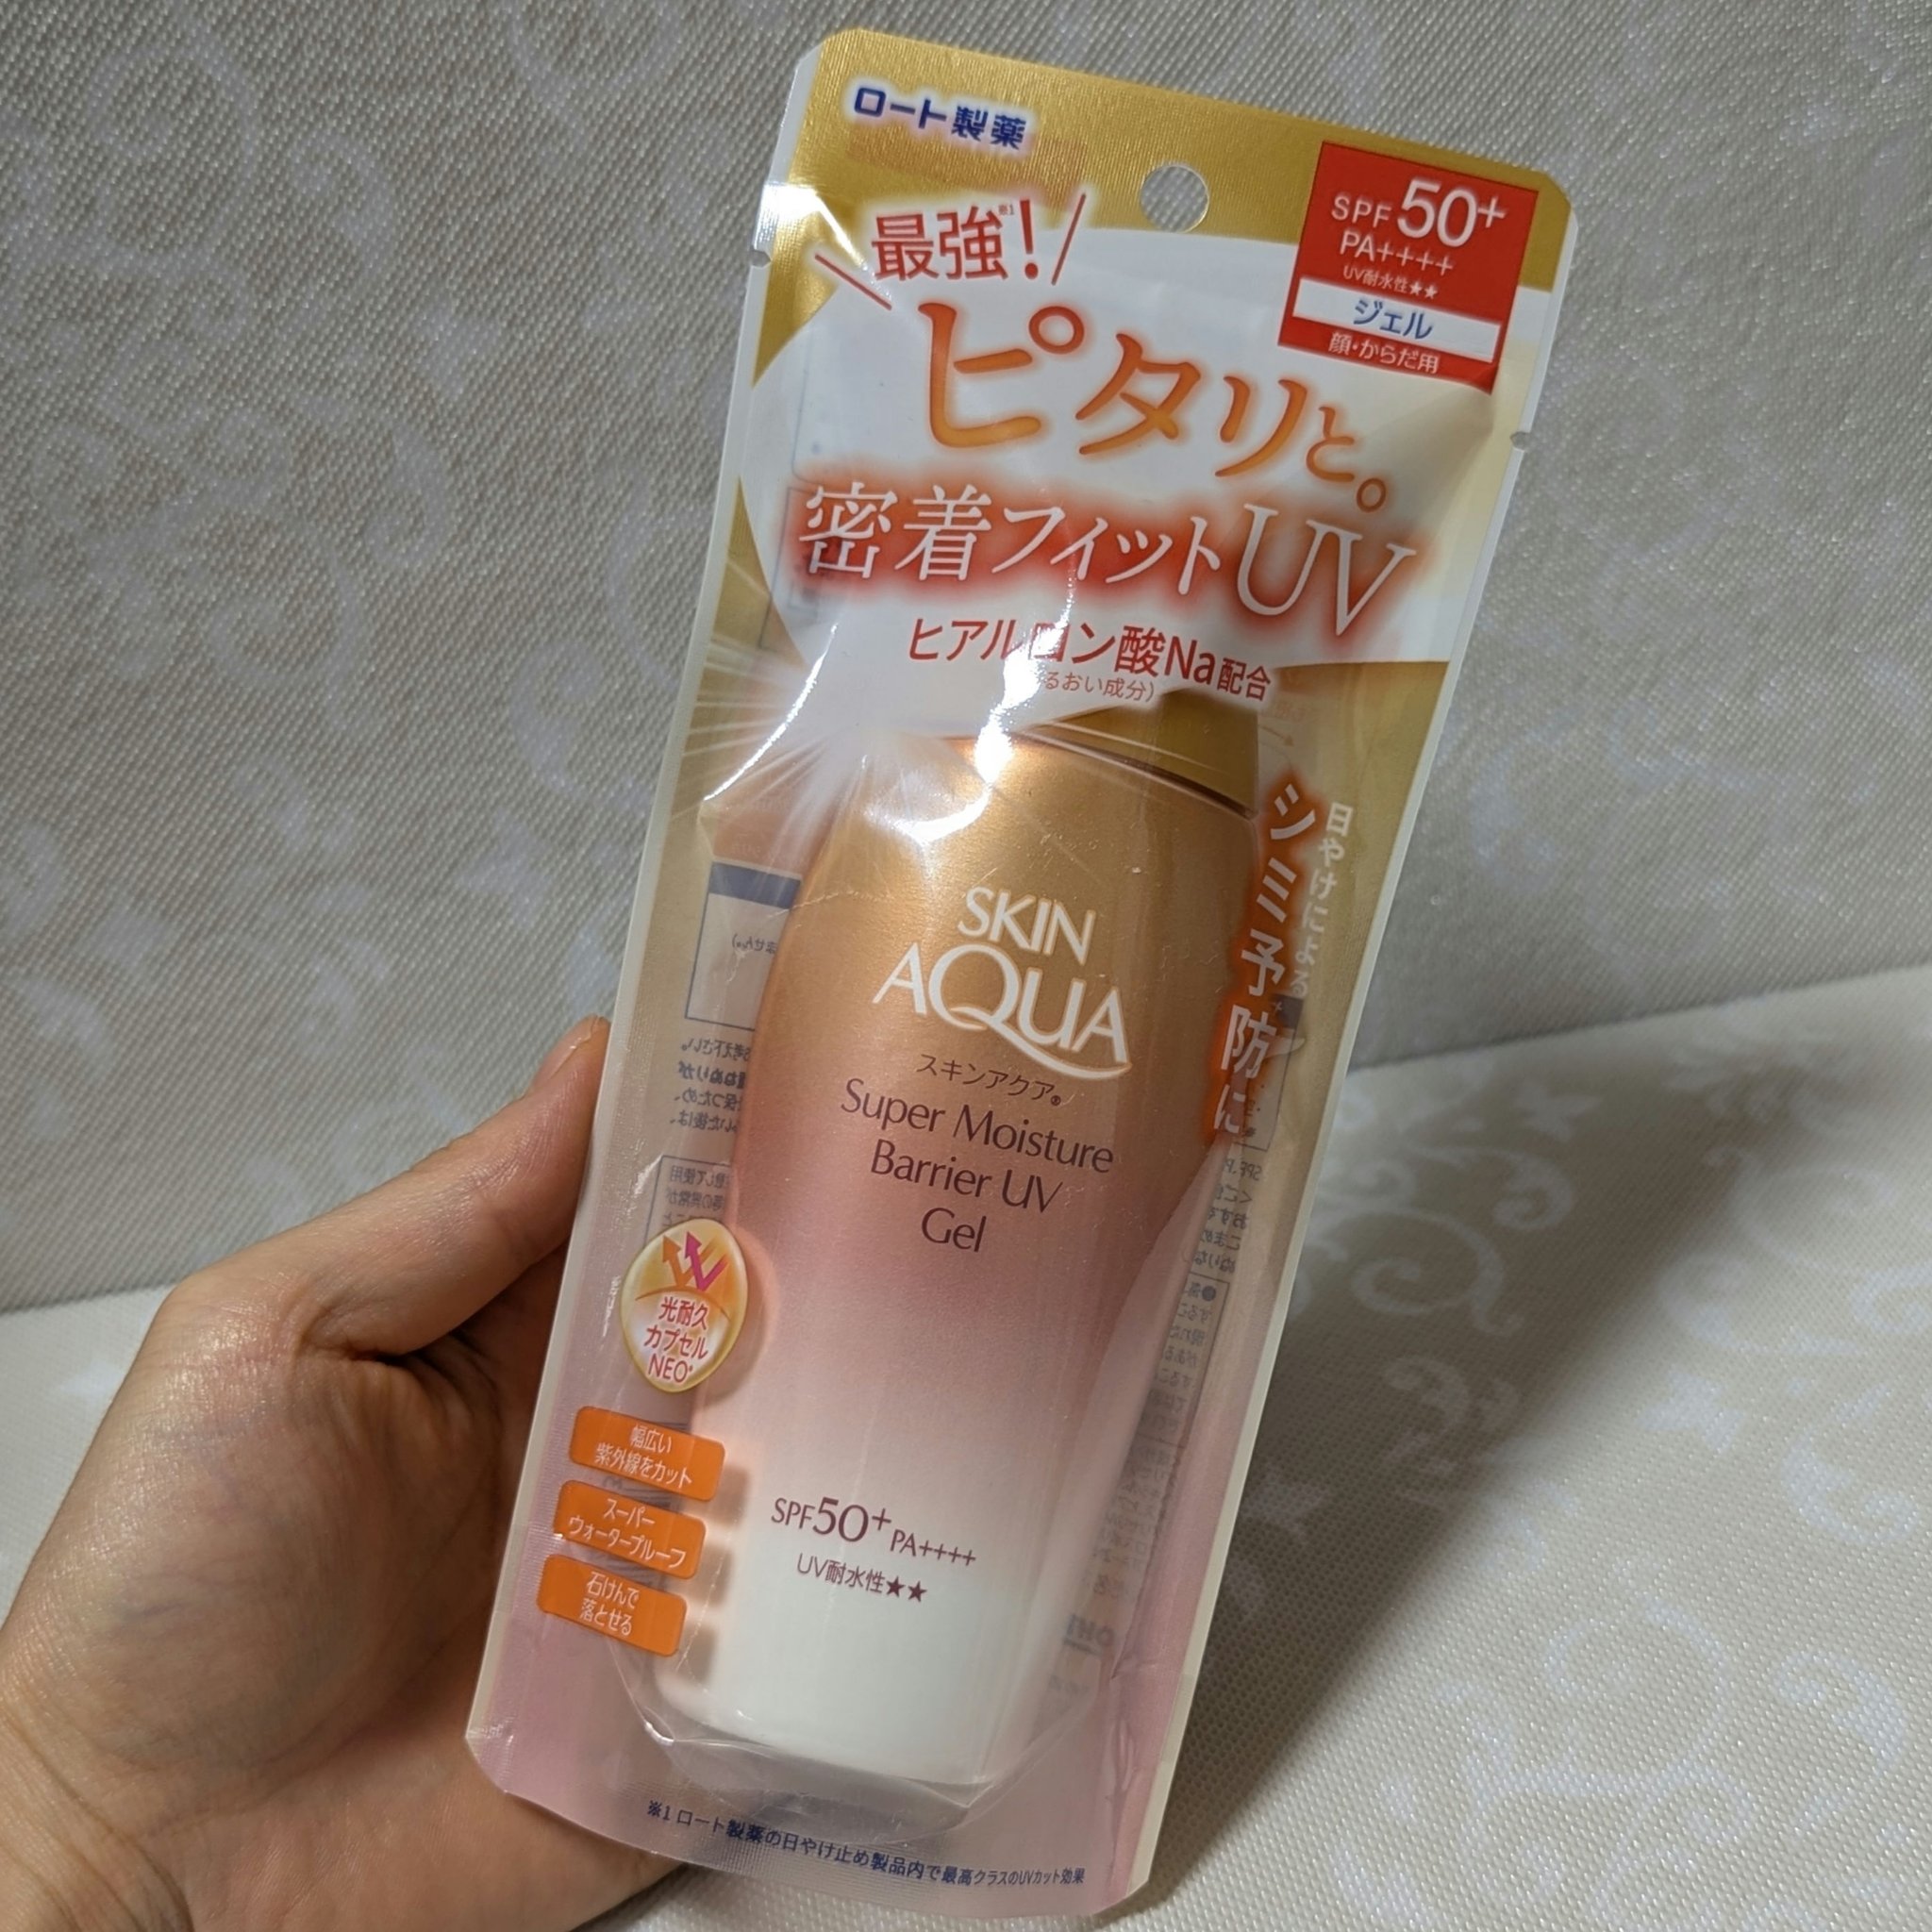 ロート製薬
最強!※1
ピタリと。
密着フィットUV
ヒアルロン酸Na配合
るおい成分)
SPF50+
PA++++
UV耐水性★★
ジェル
顔・からだ用
日やけによる
シミ予防に
SKIN
AQUA
スキンアクア®
Super Moisture
Barrier UV
Gel
光耐久
カプセル
NEO*
幅広い
紫外線をカット
スーパー
ウォータープルーフ
石けんで
落とせる
SPF50+ PA++++
UV耐水性★★
※1 ロート製薬の日やけ止め製品内で最高クラスのUVカット効果